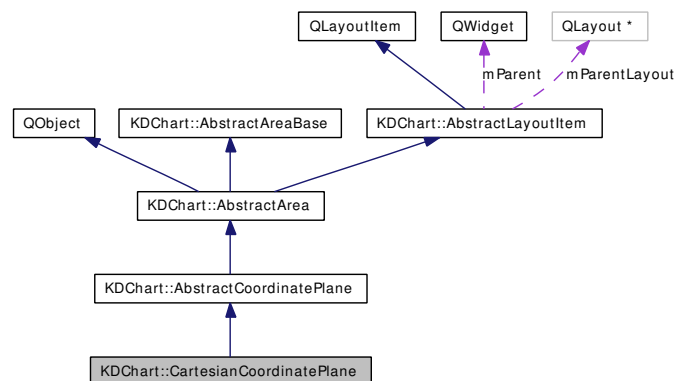 QLayoutItem
QWidget
QLayout *
mParent
mParentLayout
QObject
KDChart::AbstractAreaBase
KDChart::AbstractLayoutItem
KDChart::AbstractArea
KDChart::AbstractCoordinatePlane
KDChart::CartesianCoordinatePlane